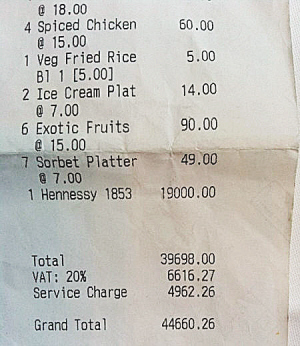 @ 18.00
4 Spiced Chicken 60.00
@ 15.00
1 Veg Fried Rice 5.00
Bl 1 [5.00]
2 Ice Cream Plat 14.00
@ 7.00
6 Exotic Fruits 90.00
@ 15.00
7 Sorbet Platter 49.00
@ 7.00
1 Hennessy 1853 19000.00
Total 39698.00
VAT: 20% 6616.27
Service Charge 4962.26
Grand Total 44660.26